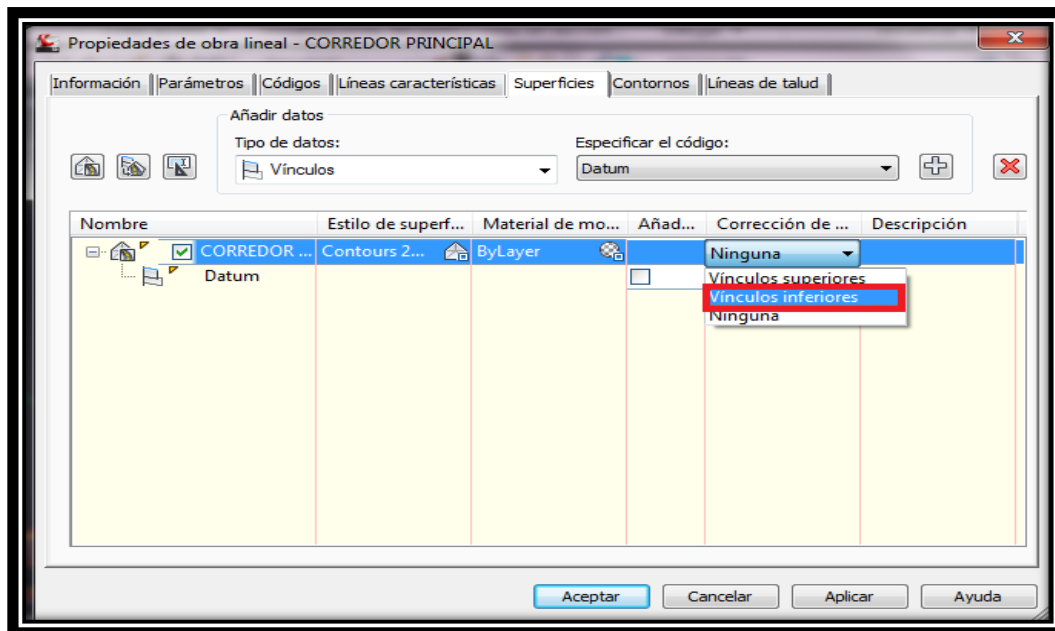 Propiedades de obra lineal - CORREDOR PRINCIPAL
Información Parámetros Códigos Líneas características Superficies Contornos Líneas de talud
Añadir datos
Tipo de datos: Especificar el código:
Vínculos Datum
Nombre Estilo de superf... Material de mo... Añad... Corrección de ... Descripción
CORREDOR ... Contours 2... ByLayer Ninguna
Datum Vínculos superiores
Vínculos inferiores
Ninguna
Aceptar Cancelar Aplicar Ayuda